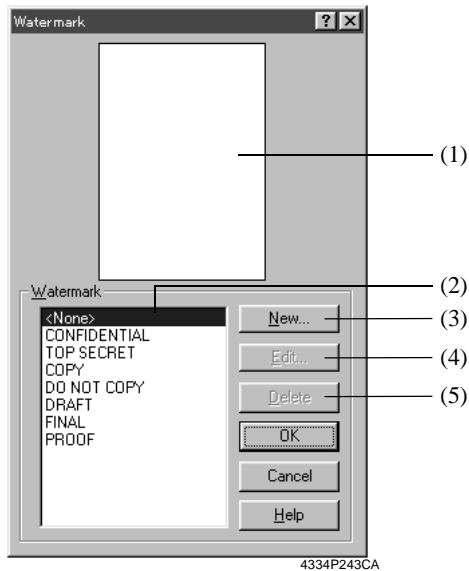 Watermark
(1)
Watermark
(2)
<None>
CONFIDENTIAL
TOP SECRET
COPY
DO NOT COPY
DRAFT
FINAL
PROOF
New...
(3)
Edit...
(4)
Delete
(5)
OK
Cancel
Help
4334P243CA